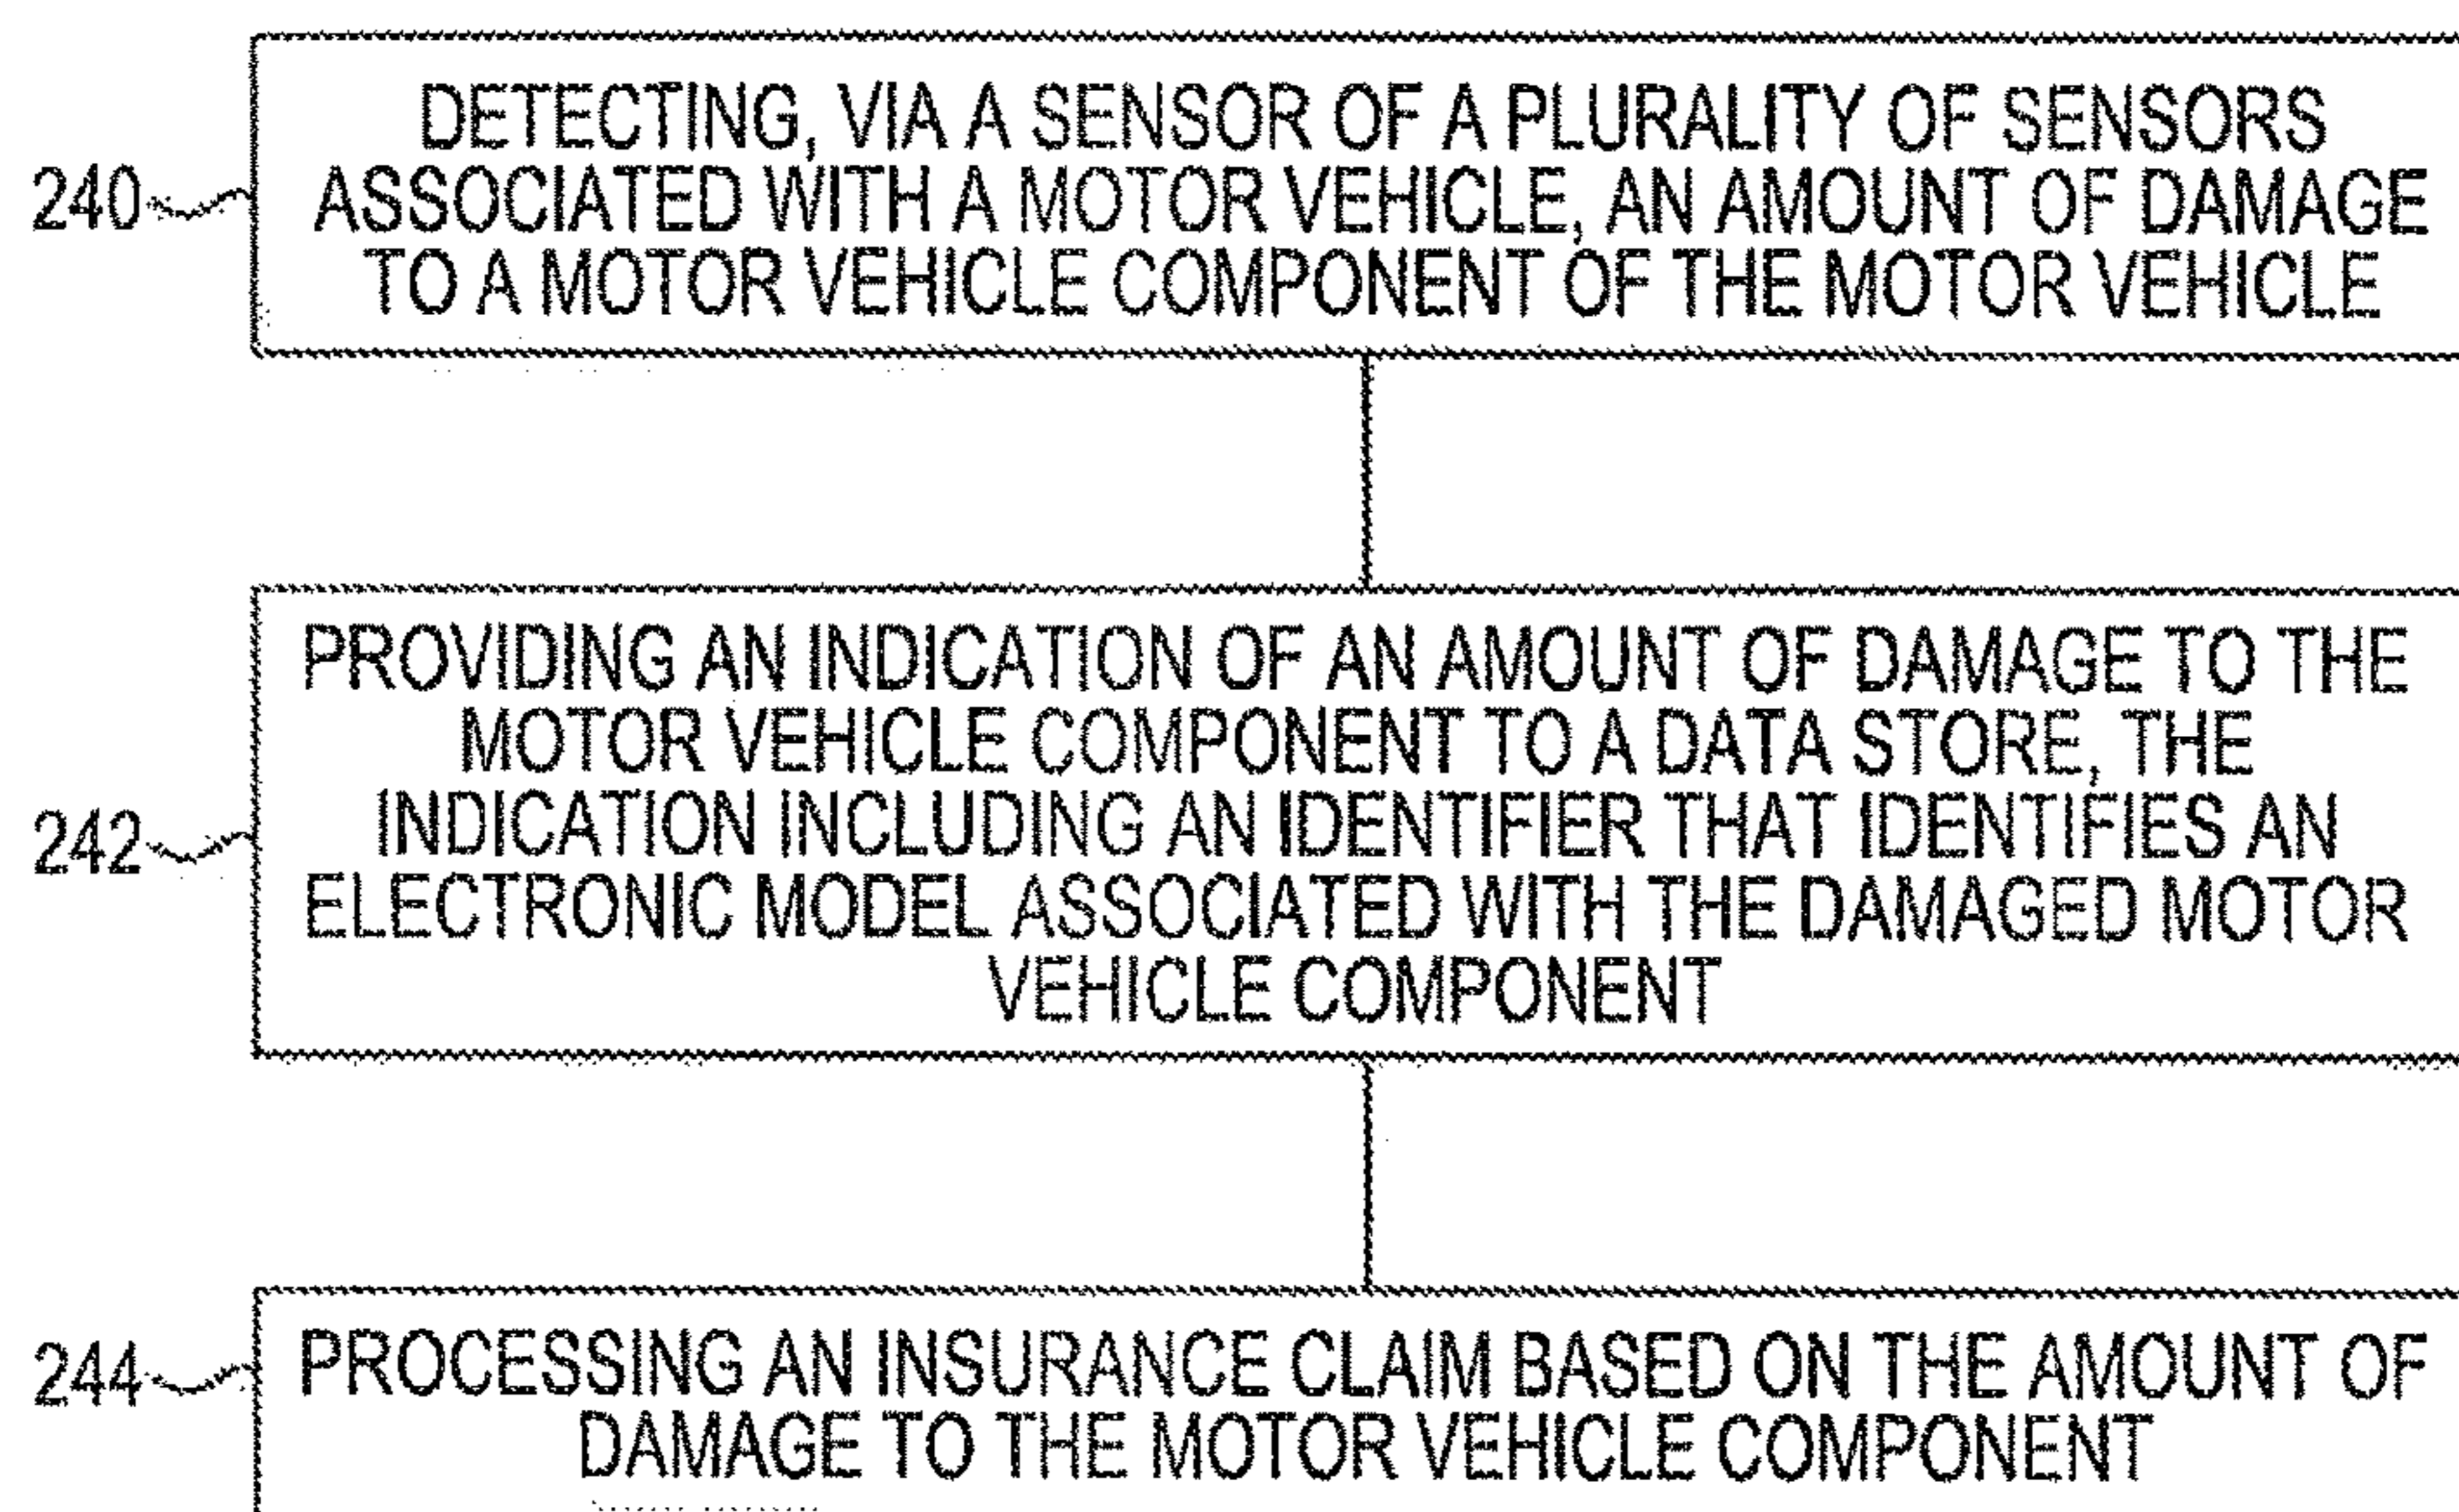 240
DETECTING, VIA A SENSOR OF A PLURALITY OF SENSORS
ASSOCIATED WITH A MOTOR VEHICLE, AN AMOUNT OF DAMAGE
TO A MOTOR VEHICLE COMPONENT OF THE MOTOR VEHICLE
242
PROVIDING AN INDICATION OF AN AMOUNT OF DAMAGE TO THE
MOTOR VEHICLE COMPONENT TO A DATA STORE, THE
INDICATION INCLUDING AN IDENTIFIER THAT IDENTIFIES AN
ELECTRONIC MODEL ASSOCIATED WITH THE DAMAGED MOTOR
VEHICLE COMPONENT
244
PROCESSING AN INSURANCE CLAIM BASED ON THE AMOUNT OF
DAMAGE TO THE MOTOR VEHICLE COMPONENT